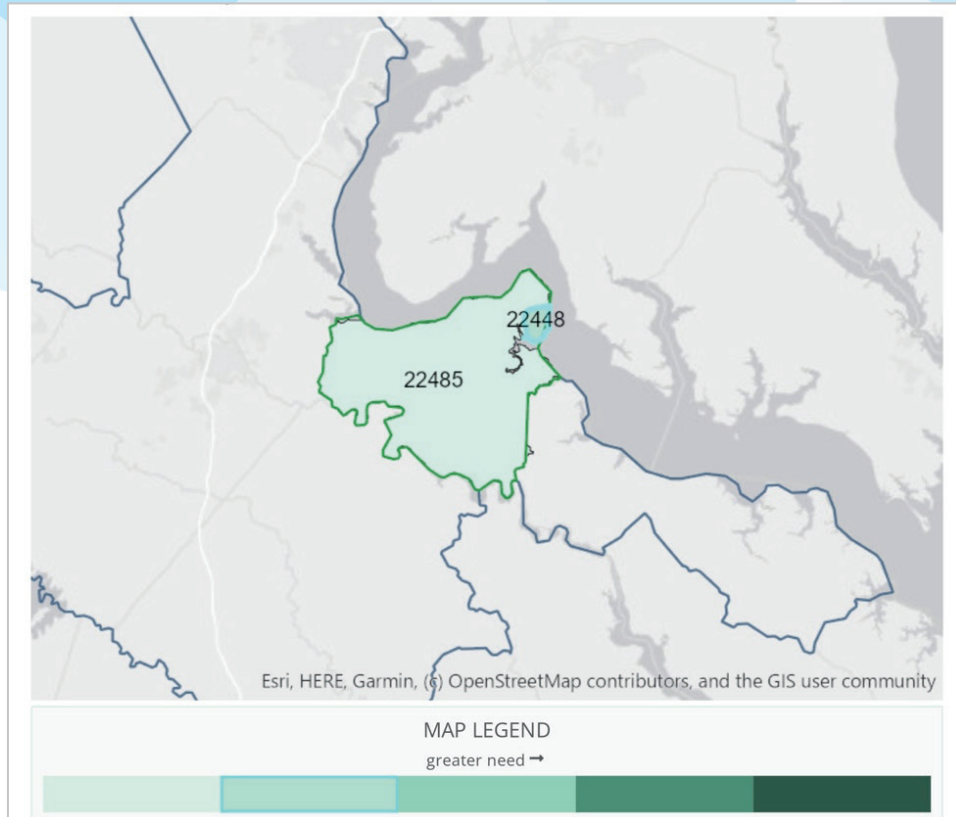 22448
22485
Esri, HERE, Garmin, (c) OpenStreetMap contributors, and the GIS user community
MAP LEGEND
greater need ➞